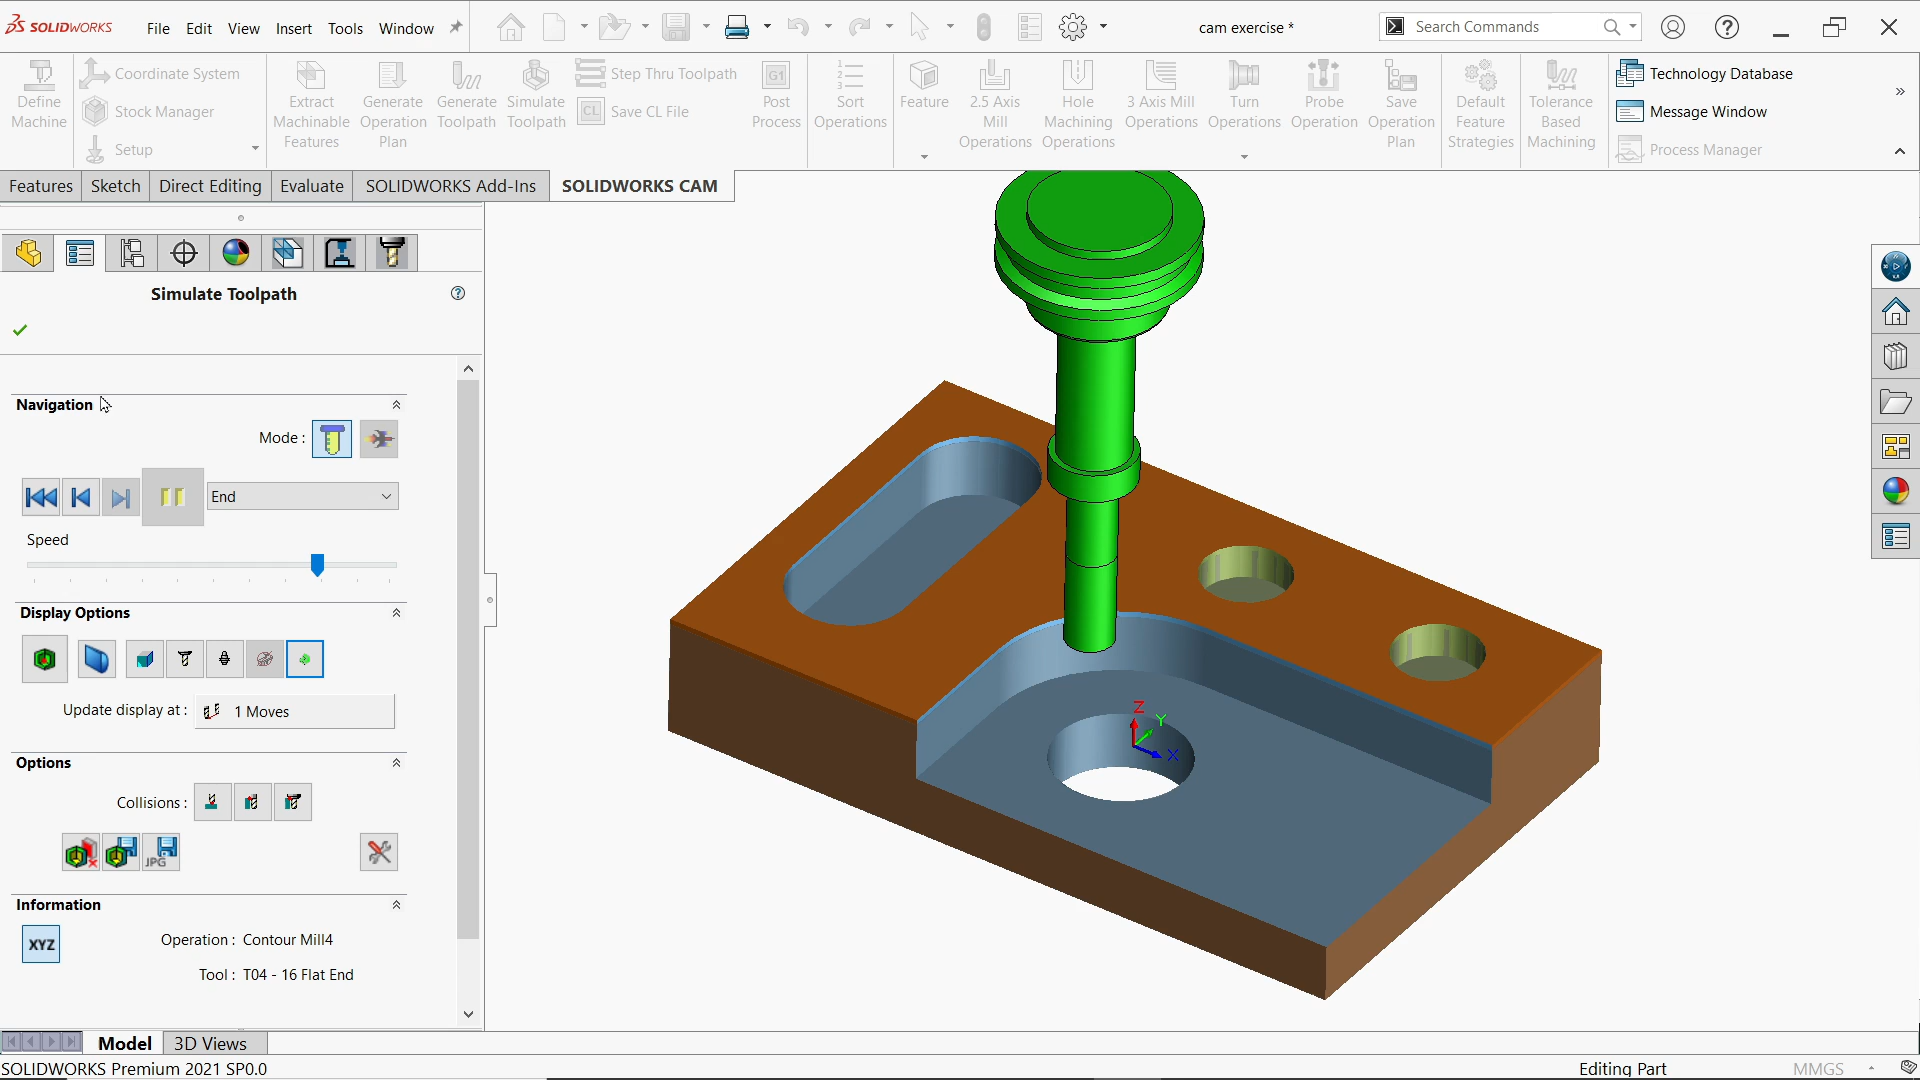 SOLIDWORKS
File Edit View Insert Tools Window
cam exercise *
Search Commands
Define Machine
Coordinate System
Stock Manager
Setup
Extract Machinable Features
Generate Operation Plan
Generate Toolpath
Simulate Toolpath
Step Thru Toolpath
CL Save CL File
G1 Post Process
Sort Operations
Feature
2.5 Axis Mill Operations
Hole Machining Operations
3 Axis Mill Operations
Turn Operations
Probe Operation
Save Operation Plan
Default Feature Strategies
Tolerance Based Machining
Technology Database
Message Window
Process Manager
Features Sketch Direct Editing Evaluate SOLIDWORKS Add-Ins SOLIDWORKS CAM
Simulate Toolpath
Navigation
Mode :
End
Speed
Display Options
Update display at : 1 Moves
Options
Collisions :
JPG
Information
XYZ
Operation : Contour Mill4
Tool : T04 - 16 Flat End
Z
Y
X
Model 3D Views
SOLIDWORKS Premium 2021 SP0.0
Editing Part
MMGS